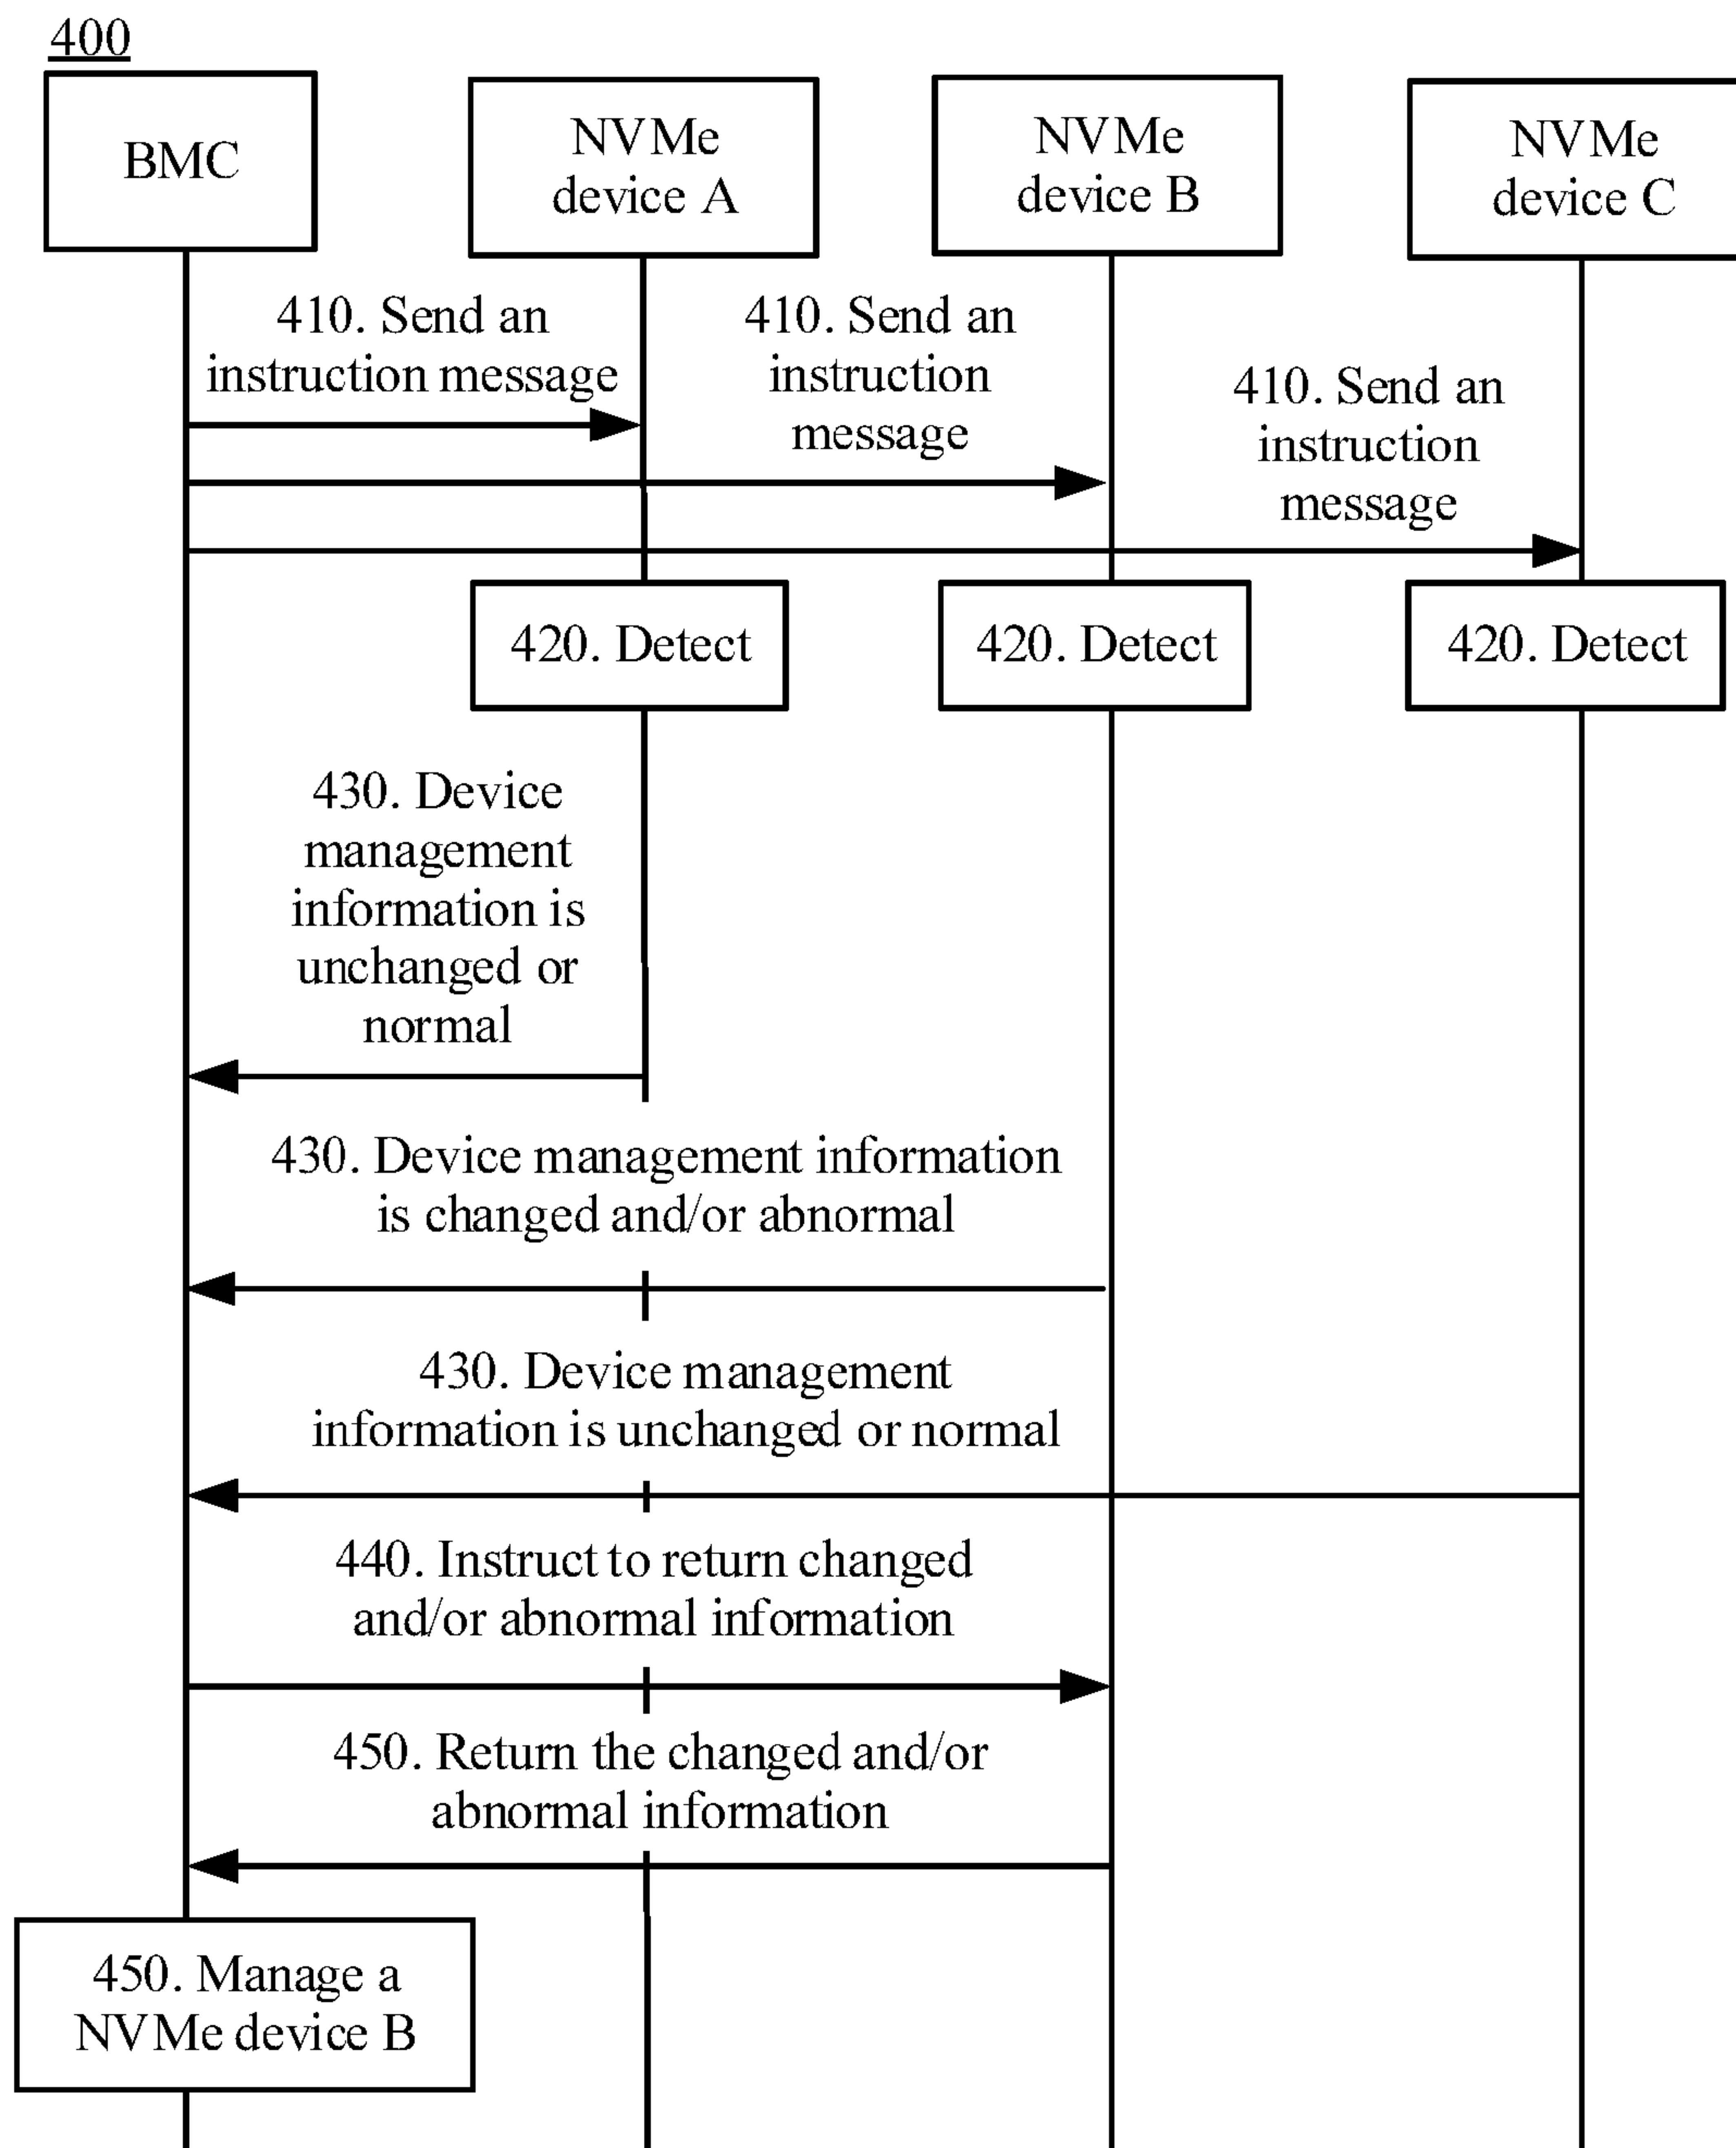 400
BMC
NVMe
device A
NVMe
device B
NVMe
device C
410. Send an
instruction message
410. Send an
instruction
message
410. Send an
instruction
message
420. Detect
420. Detect
420. Detect
430. Device
management
information is
unchanged or
normal
430. Device management information
is changed and/or abnormal
430. Device management
information is unchanged or normal
440. Instruct to return changed
and/or abnormal information
450. Return the changed and/or
abnormal information
450. Manage a
NVMe device B